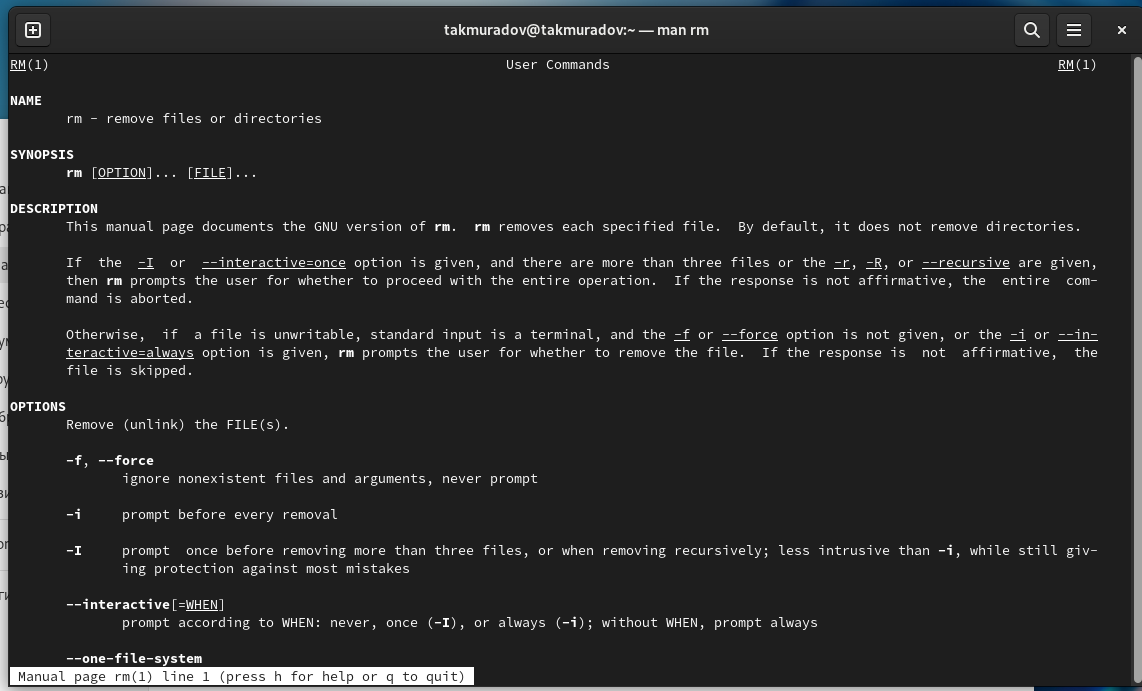 takmuradov@takmuradov:~ — man rm
RM(1) User Commands RM(1)
NAME
rm - remove files or directories
SYNOPSIS
rm [OPTION]... [FILE]...
DESCRIPTION
This manual page documents the GNU version of rm. rm removes each specified file. By default, it does not remove directories.
If the -I or --interactive=once option is given, and there are more than three files or the -r, -R, or --recursive are given,
then rm prompts the user for whether to proceed with the entire operation. If the response is not affirmative, the entire com-
mand is aborted.
Otherwise, if a file is unwritable, standard input is a terminal, and the -f or --force option is not given, or the -i or --in-
teractive=always option is given, rm prompts the user for whether to remove the file. If the response is not affirmative, the
file is skipped.
OPTIONS
Remove (unlink) the FILE(s).
-f, --force
ignore nonexistent files and arguments, never prompt
-i prompt before every removal
-I prompt once before removing more than three files, or when removing recursively; less intrusive than -i, while still giv-
ing protection against most mistakes
--interactive[=WHEN]
prompt according to WHEN: never, once (-I), or always (-i); without WHEN, prompt always
--one-file-system
Manual page rm(1) line 1 (press h for help or q to quit)